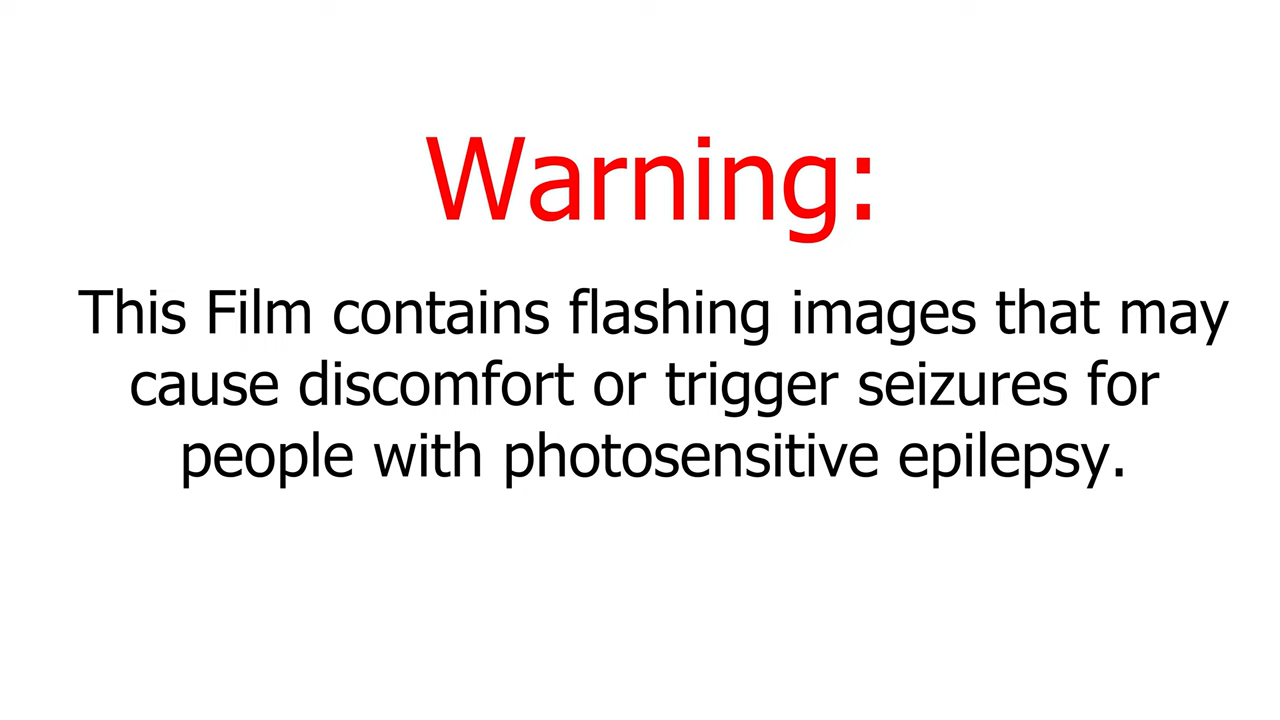 Warning:
This Film contains flashing images that may
cause discomfort or trigger seizures for
people with photosensitive epilepsy.